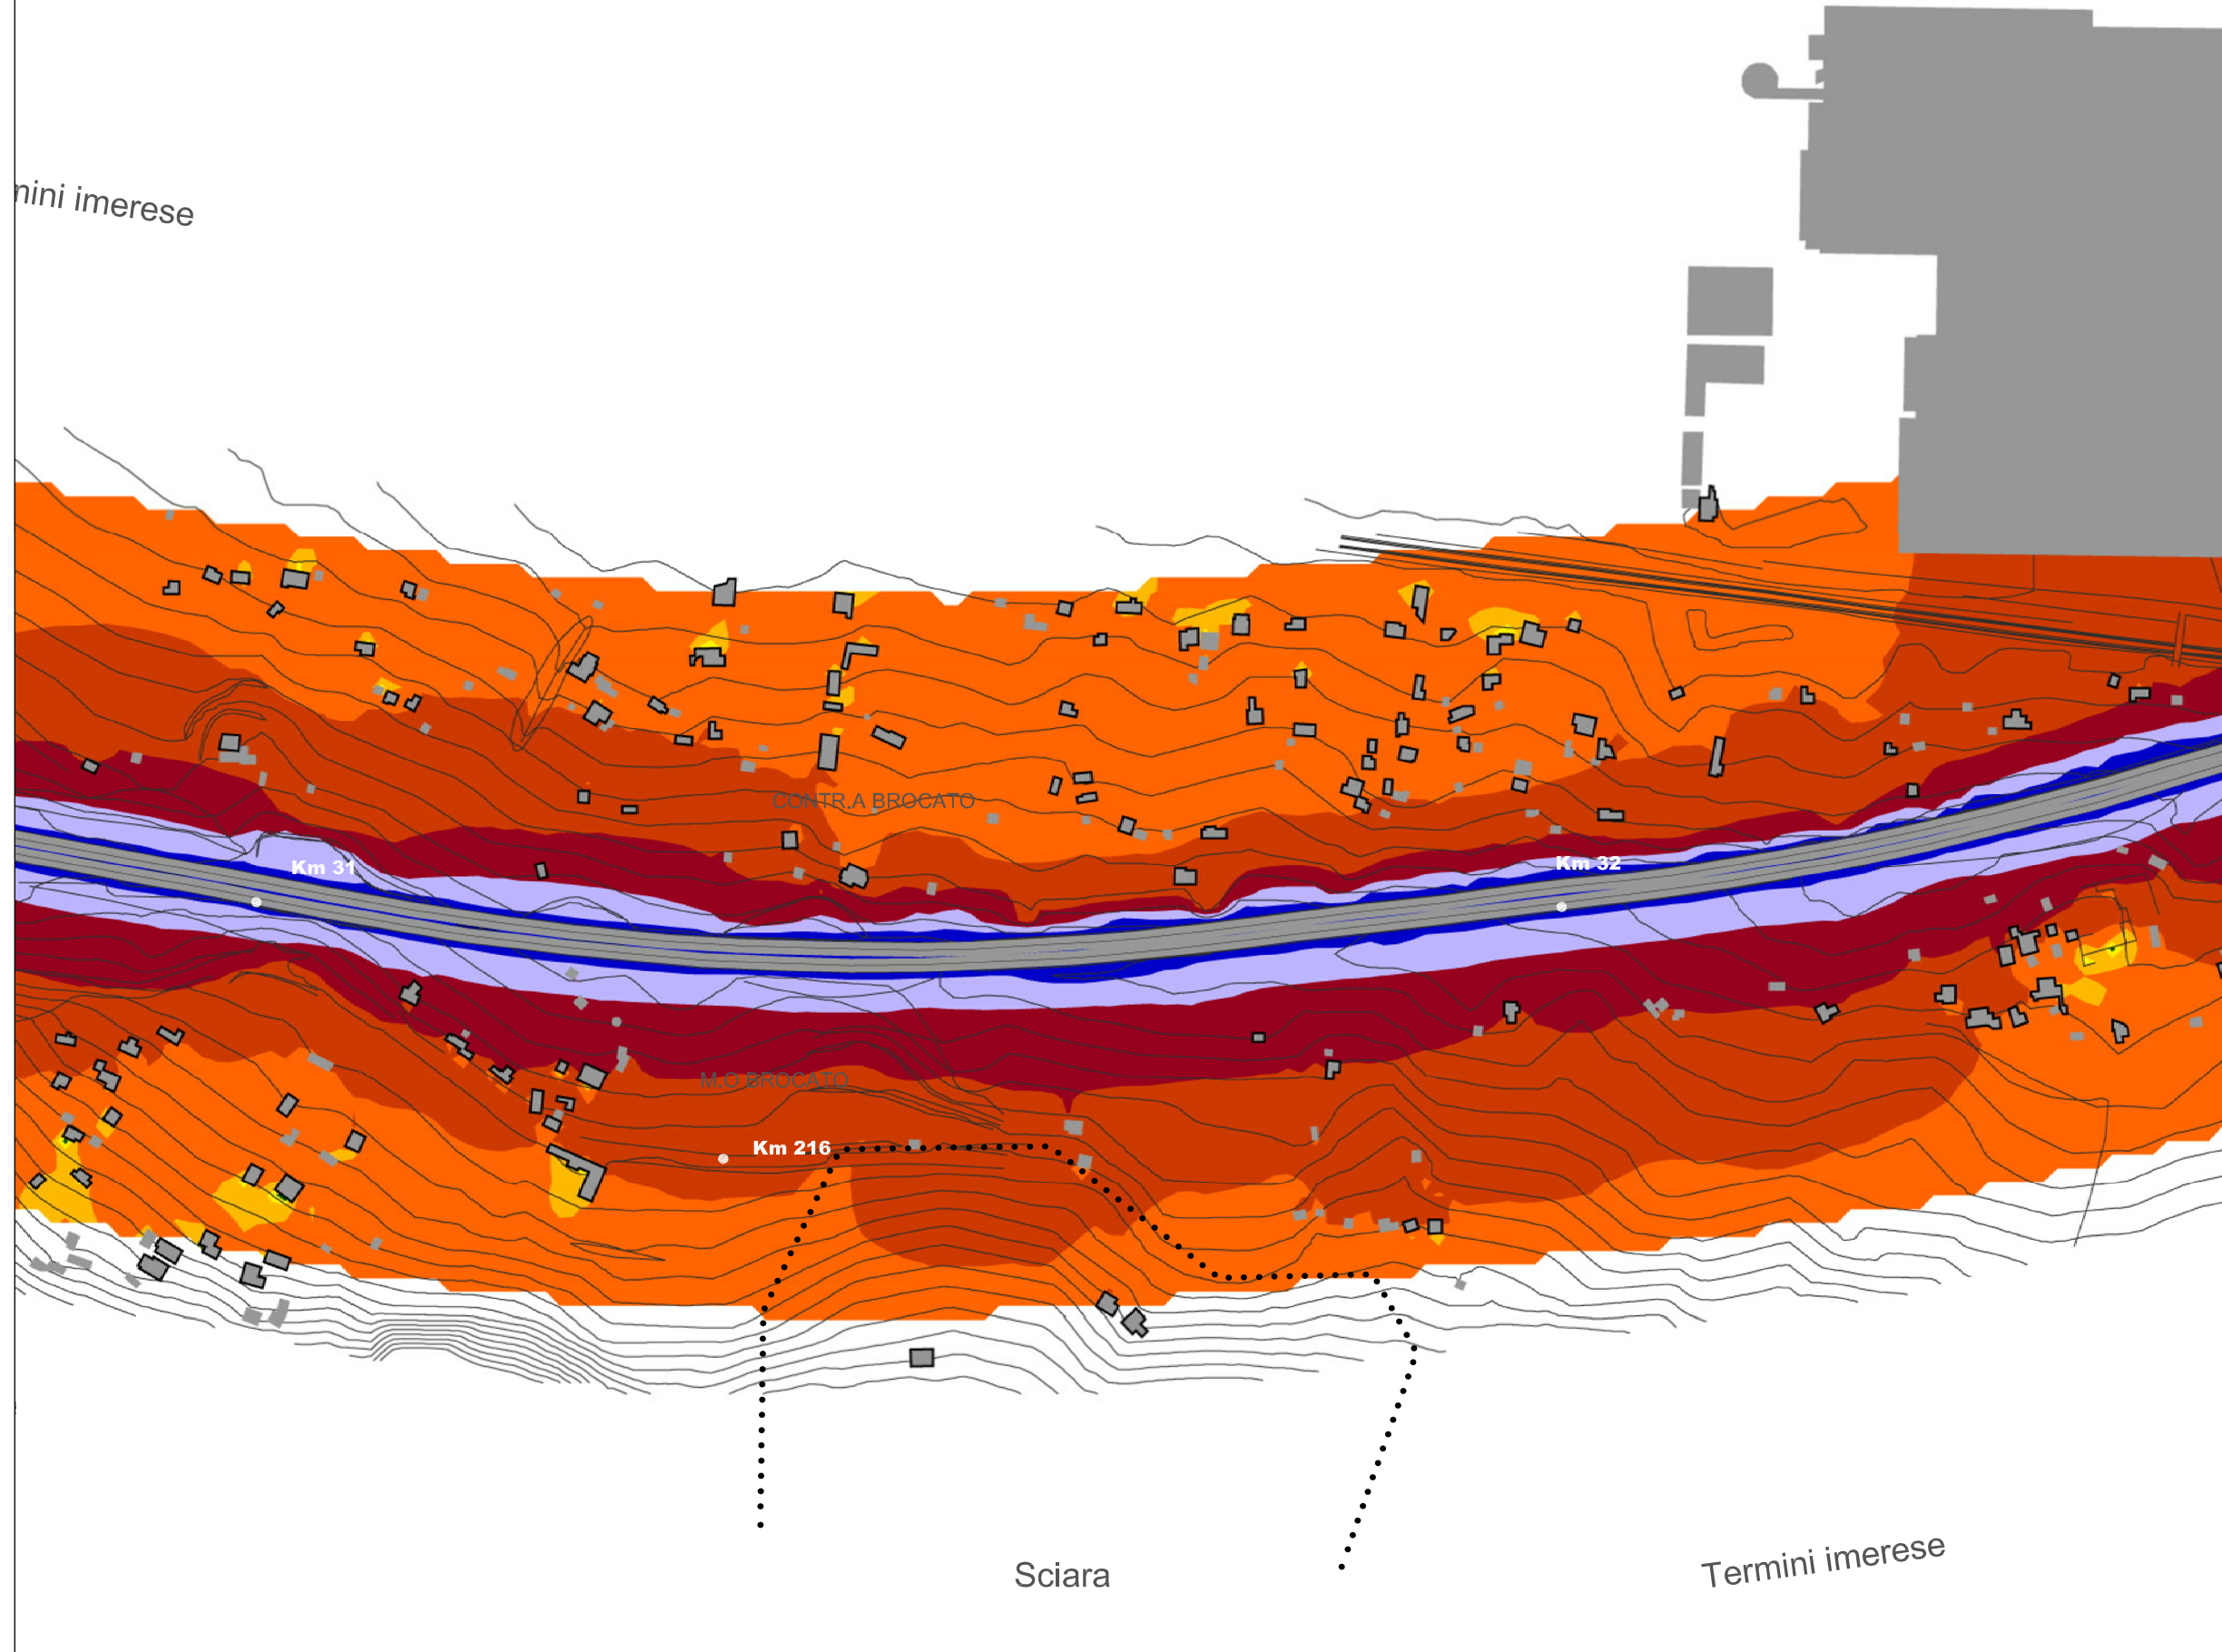 mini imerese
CONTR.A BROCATO
Km 31
Km 32
M.O BROCATO
Km 216
Sciara
Termini imerese